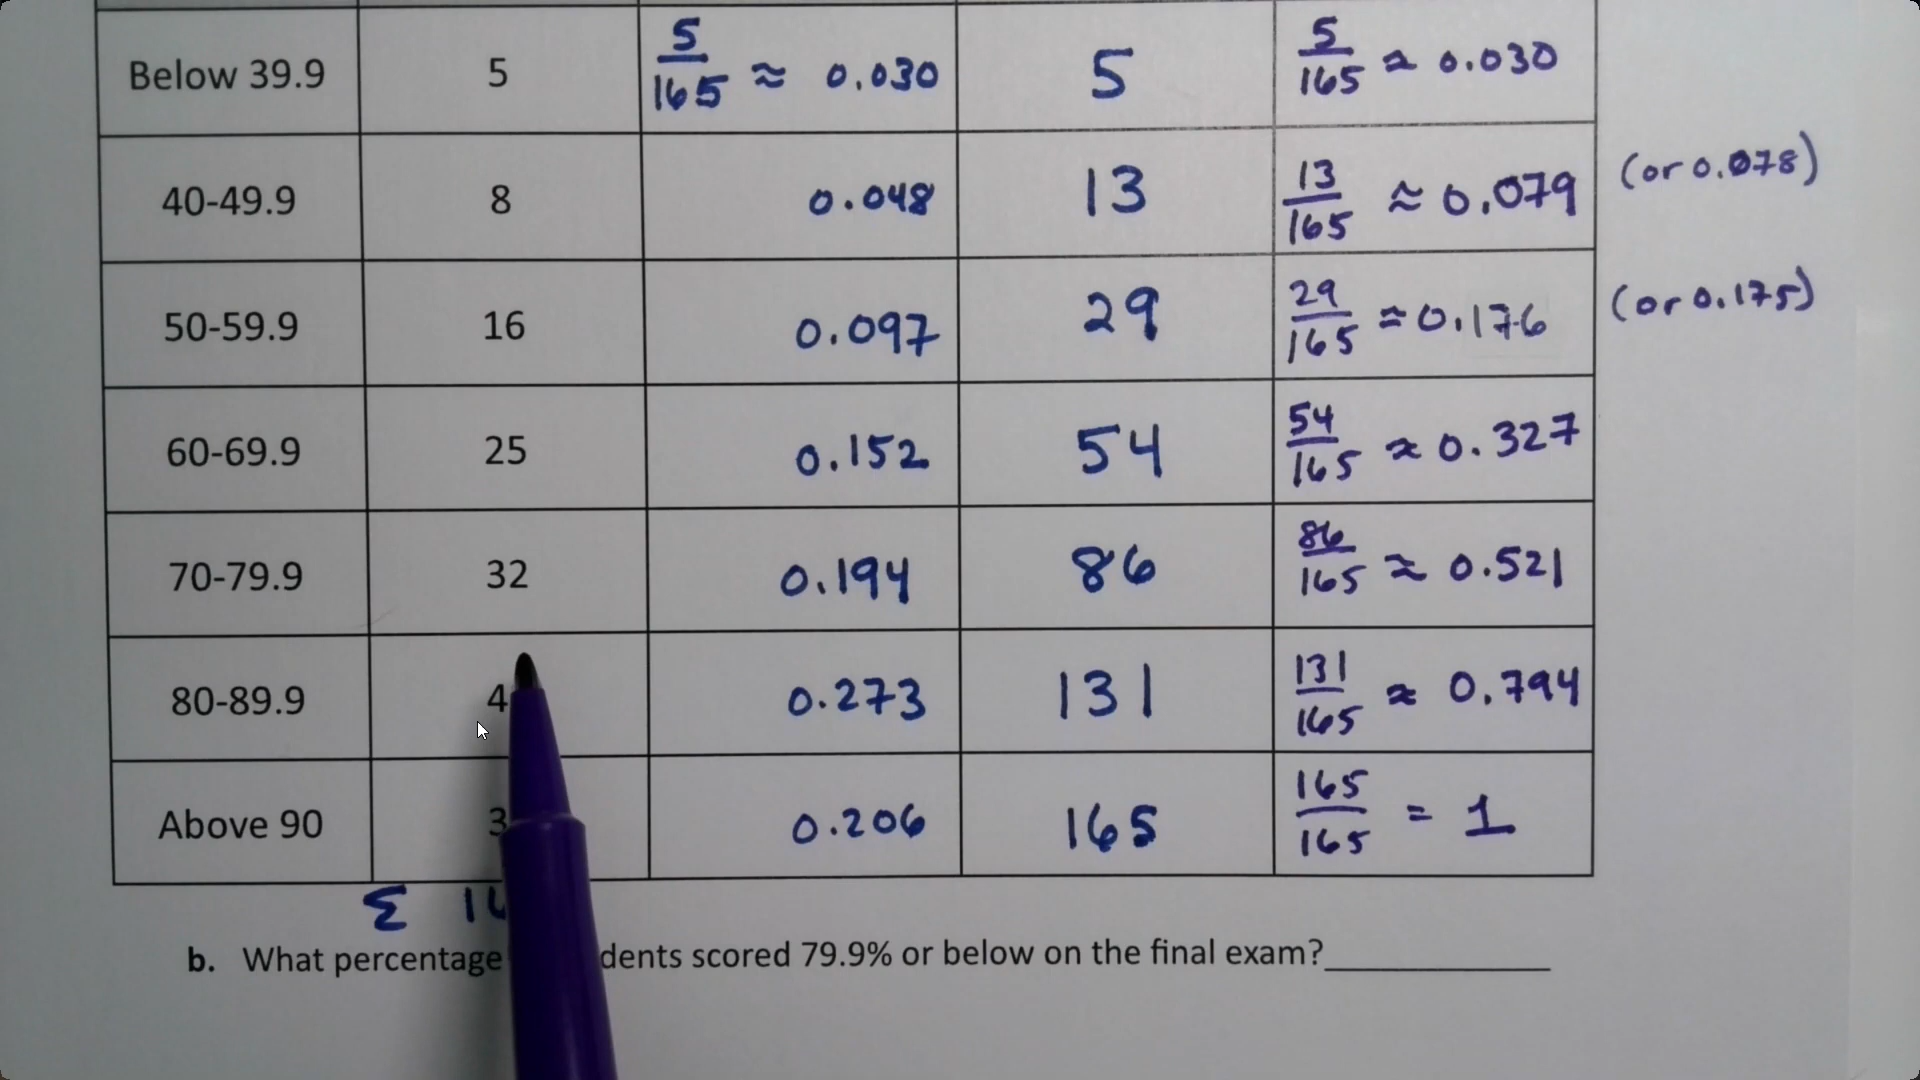 Below 39.9 5 5/165 ≈ 0.030 5 5/165 ≈ 0.030
40-49.9 8 0.048 13 13/165 ≈ 0.079 (or 0.078)
50-59.9 16 0.097 29 29/165 ≈ 0.176 (or 0.175)
60-69.9 25 0.152 54 54/165 ≈ 0.327
70-79.9 32 0.194 86 86/165 ≈ 0.521
80-89.9 4 0.273 131 131/165 ≈ 0.794
Above 90 3 0.206 165 165/165 = 1
Σ
b. What percentage dents scored 79.9% or below on the final exam?